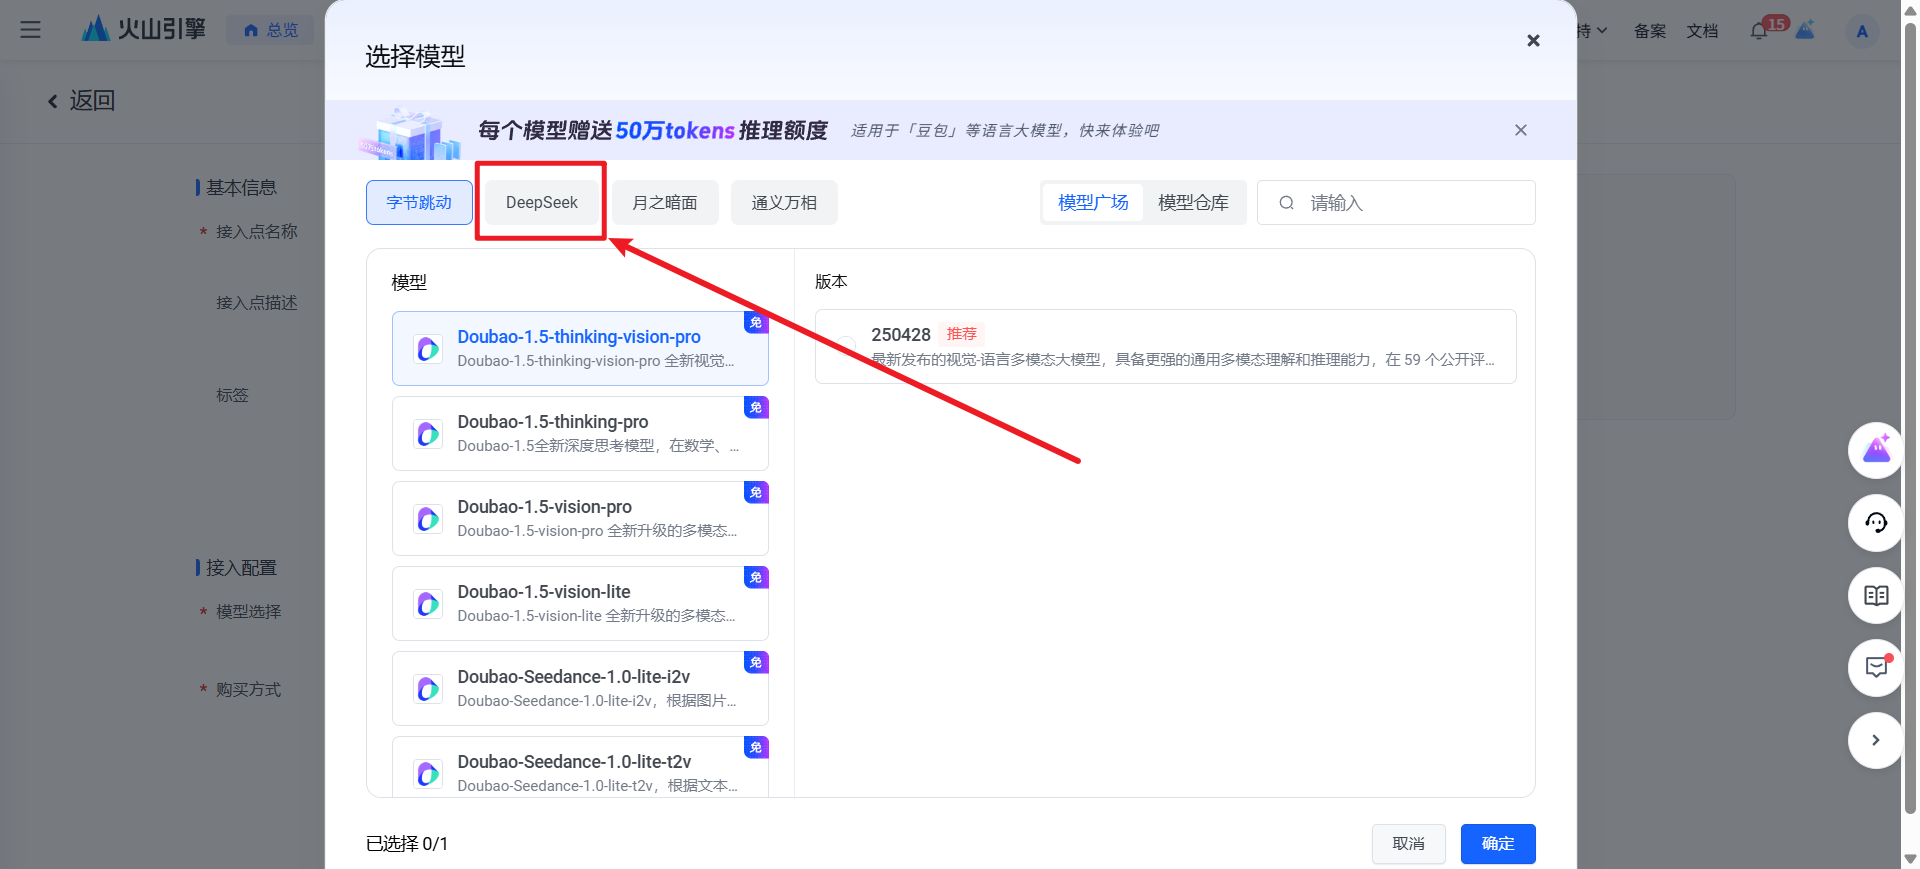 火山引擎
总览
持
备案
文档
15
A
返回
基本信息
* 接入点名称
接入点描述
标签
接入配置
* 模型选择
* 购买方式
选择模型
每个模型赠送50万tokens推理额度
适用于「豆包」等语言大模型，快来体验吧
字节跳动
DeepSeek
月之暗面
通义万相
模型广场
模型仓库
请输入
模型
Doubao-1.5-thinking-vision-pro
免
Doubao-1.5-thinking-vision-pro 全新视觉...
Doubao-1.5-thinking-pro
免
Doubao-1.5全新深度思考模型，在数学、...
Doubao-1.5-vision-pro
免
Doubao-1.5-vision-pro 全新升级的多模态...
Doubao-1.5-vision-lite
免
Doubao-1.5-vision-lite 全新升级的多模态...
Doubao-Seedance-1.0-lite-i2v
免
Doubao-Seedance-1.0-lite-i2v，根据图片...
Doubao-Seedance-1.0-lite-t2v
免
Doubao-Seedance-1.0-lite-t2v，根据文本...
版本
250428
推荐
最新发布的视觉-语言多模态大模型，具备更强的通用多模态理解和推理能力，在 59 个公开评...
已选择 0/1
取消
确定